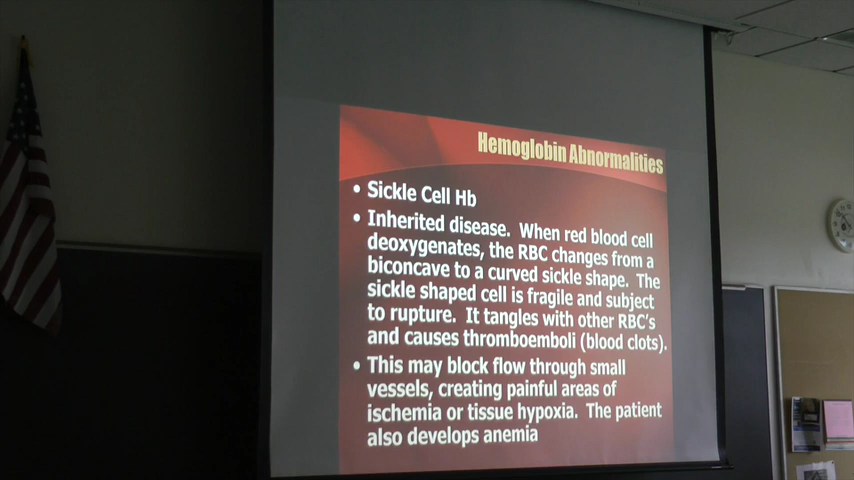 Hemoglobin Abnormalities
• Sickle Cell Hb
• Inherited disease. When red blood cell
deoxygenates, the RBC changes from a
biconcave to a curved sickle shape. The
sickle shaped cell is fragile and subject
to rupture. It tangles with other RBC's
and causes thromboemboli (blood clots).
• This may block flow through small
vessels, creating painful areas of
ischemia or tissue hypoxia. The patient
also develops anemia